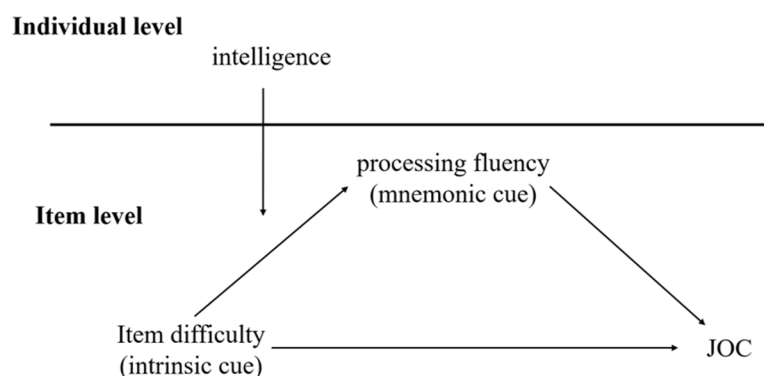 Individual level
intelligence
processing fluency
(mnemonic cue)
Item level
Item difficulty
(intrinsic cue)
JOC